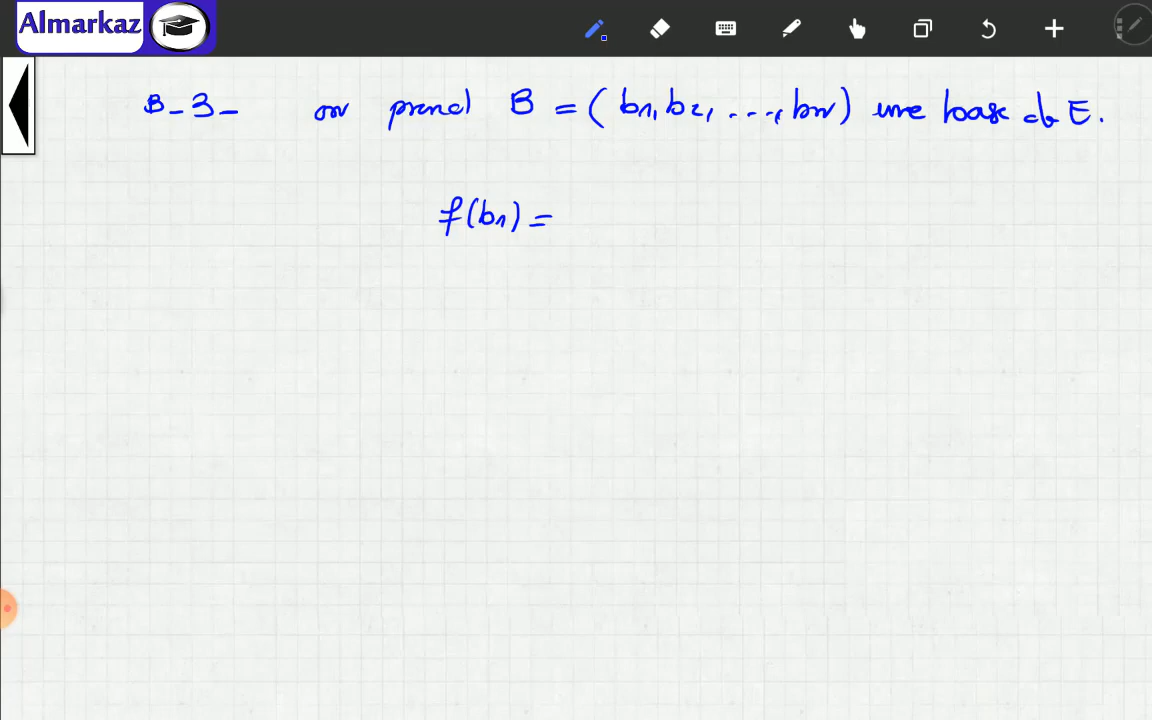 Almarkaz
B-3- on prend B = (b1, b2, ..., bn) une base de E.
f(b1) =